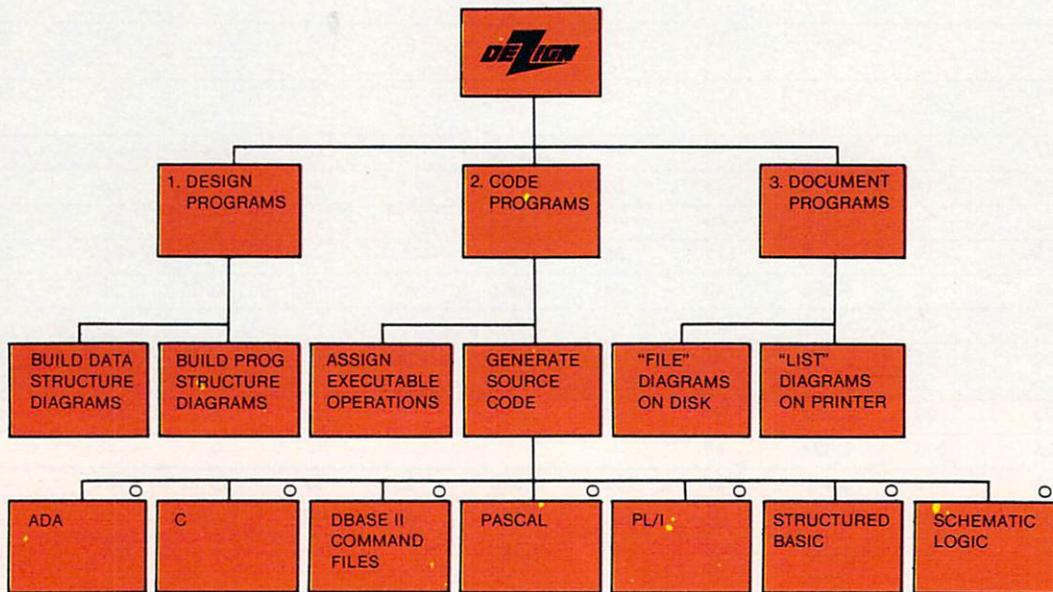 DEZIGN
1. DESIGN
PROGRAMS
2. CODE
PROGRAMS
3. DOCUMENT
PROGRAMS
BUILD DATA
STRUCTURE
DIAGRAMS
BUILD PROG
STRUCTURE
DIAGRAMS
ASSIGN
EXECUTABLE
OPERATIONS
GENERATE
SOURCE
CODE
"FILE"
DIAGRAMS
ON DISK
"LIST"
DIAGRAMS
ON PRINTER
ADA
C
DBASE II
COMMAND
FILES
PASCAL
PL/I
STRUCTURED
BASIC
SCHEMATIC
LOGIC